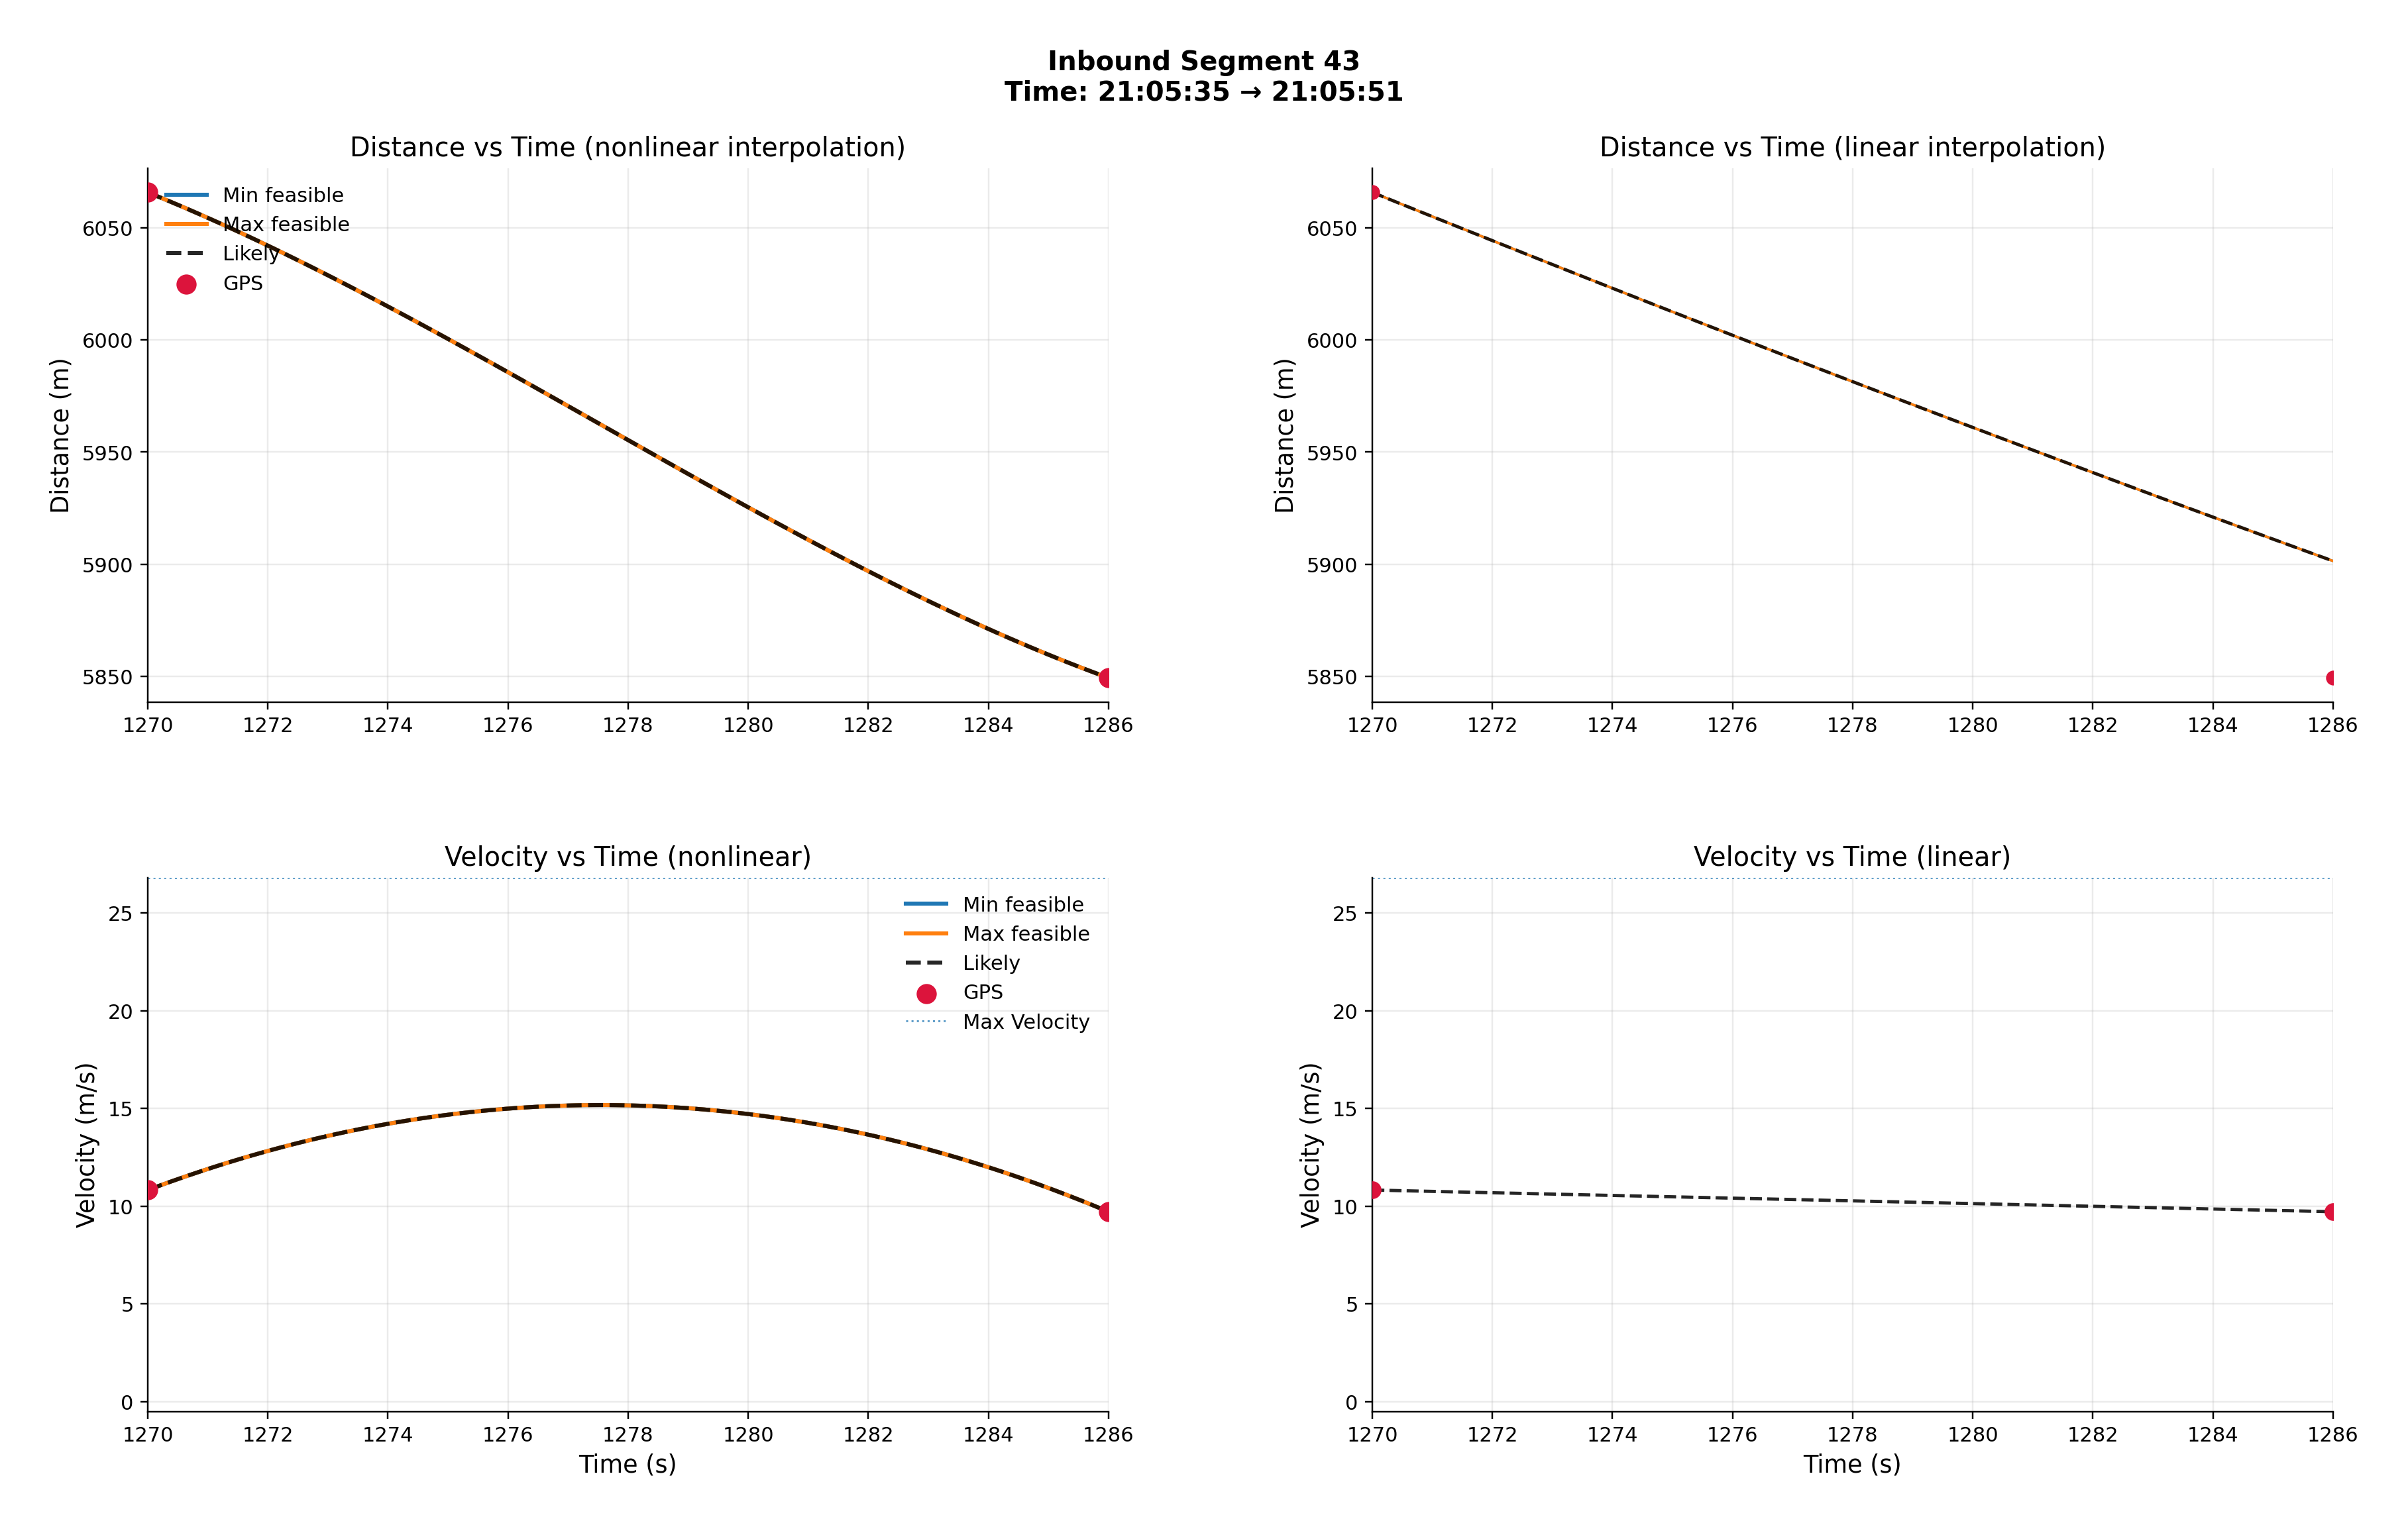 Inbound Segment 43
Time: 21:05:35 → 21:05:51
Distance vs Time (nonlinear interpolation)
Min feasible
Max feasible
Likely
GPS
Distance (m)
6050
6000
5950
5900
5850
1270 1272 1274 1276 1278 1280 1282 1284 1286
Distance vs Time (linear interpolation)
Distance (m)
6050
6000
5950
5900
5850
1270 1272 1274 1276 1278 1280 1282 1284 1286
Velocity vs Time (nonlinear)
Min feasible
Max feasible
Likely
GPS
Max Velocity
Velocity (m/s)
25
20
15
10
5
0
1270 1272 1274 1276 1278 1280 1282 1284 1286
Time (s)
Velocity vs Time (linear)
Velocity (m/s)
25
20
15
10
5
0
1270 1272 1274 1276 1278 1280 1282 1284 1286
Time (s)